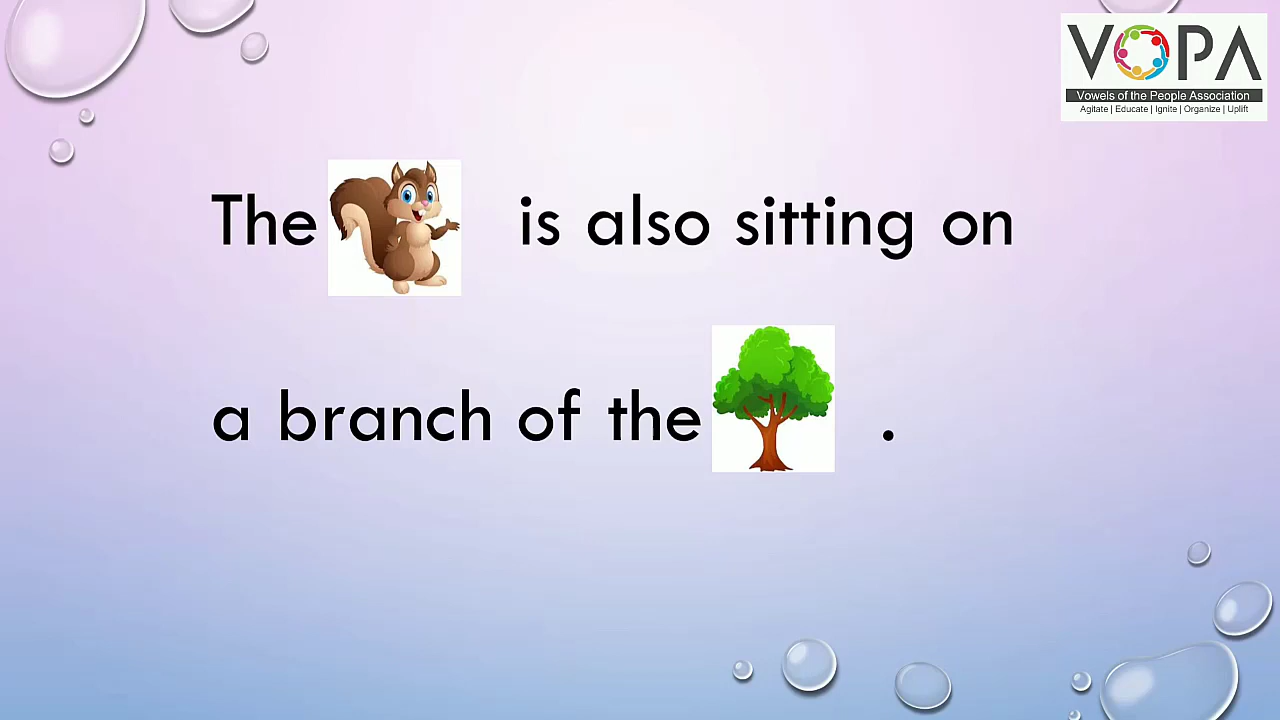 VOPA
Vowels of the People Association
Agitate | Educate | Ignite | Organize | Uplift
The is also sitting on
a branch of the .